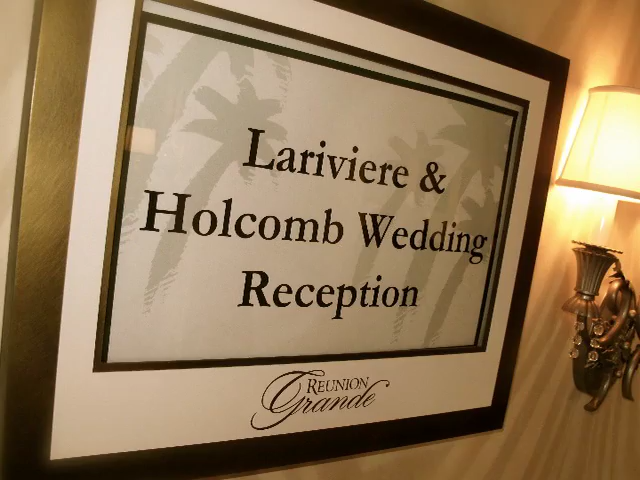 Lariviere &
Holcomb Wedding
Reception
REUNION
Grande